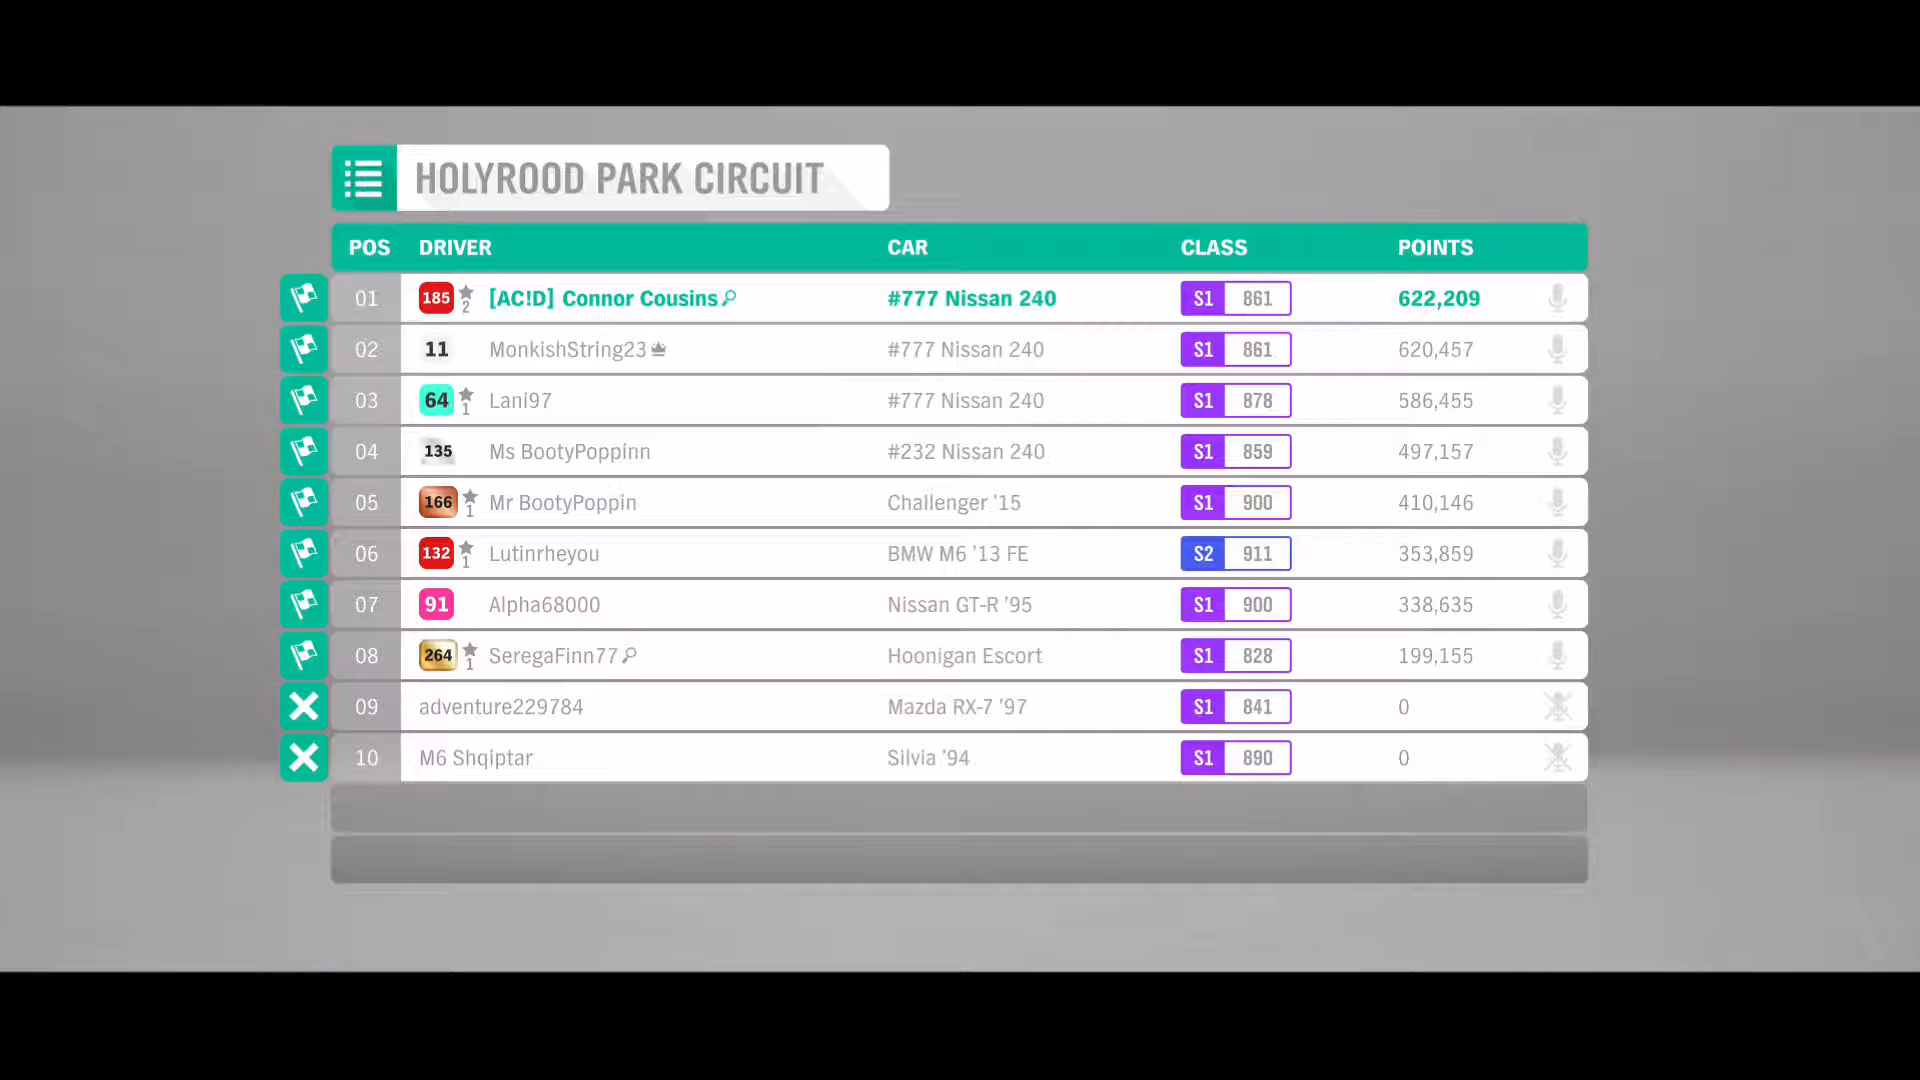 HOLYROOD PARK CIRCUIT
POS DRIVER CAR CLASS POINTS
01 185 2 [AC!D] Connor Cousins #777 Nissan 240 S1 861 622,209
02 11 MonkishString23 #777 Nissan 240 S1 861 620,457
03 64 1 Lani97 #777 Nissan 240 S1 878 586,455
04 135 Ms BootyPoppinn #232 Nissan 240 S1 859 497,157
05 166 1 Mr BootyPoppin Challenger '15 S1 900 410,146
06 132 1 Lutinrheyou BMW M6 '13 FE S2 911 353,859
07 91 Alpha68000 Nissan GT-R '95 S1 900 338,635
08 264 1 SeregaFinn77 Hoonigan Escort S1 828 199,155
09 adventure229784 Mazda RX-7 '97 S1 841 0
10 M6 Shqiptar Silvia '94 S1 890 0